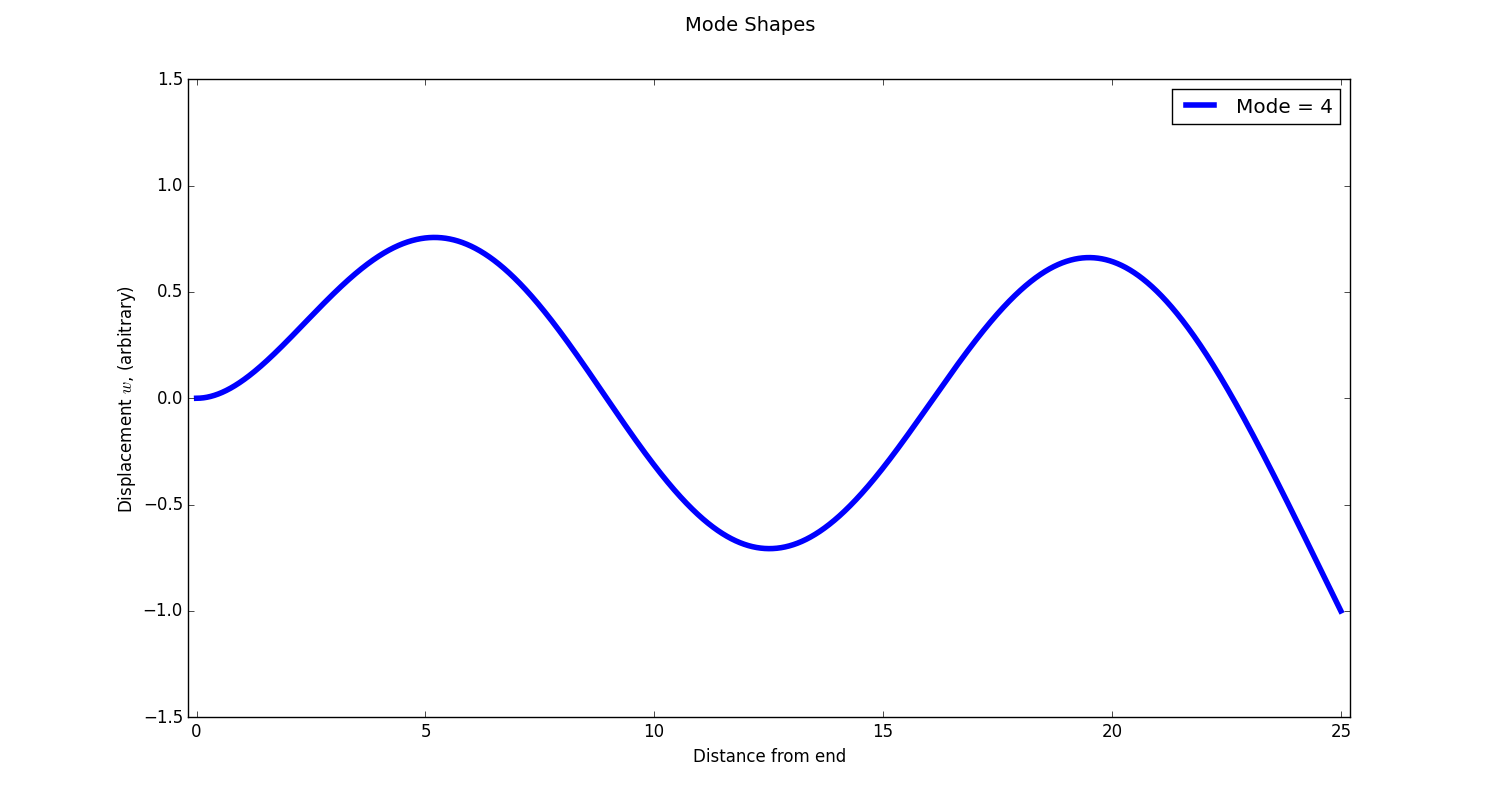 Mode Shapes
Mode = 4
1.5
1.0
0.5
0.0
−0.5
−1.0
−1.5
Displacement w, (arbitrary)
0 5 10 15 20 25
Distance from end